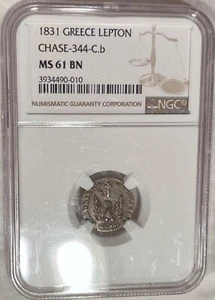 1831 GREECE LEPTON
CHASE-344-C.b
MS 61 BN
3934490-010
NUMISMATIC GUARANTY CORPORATION
NGC